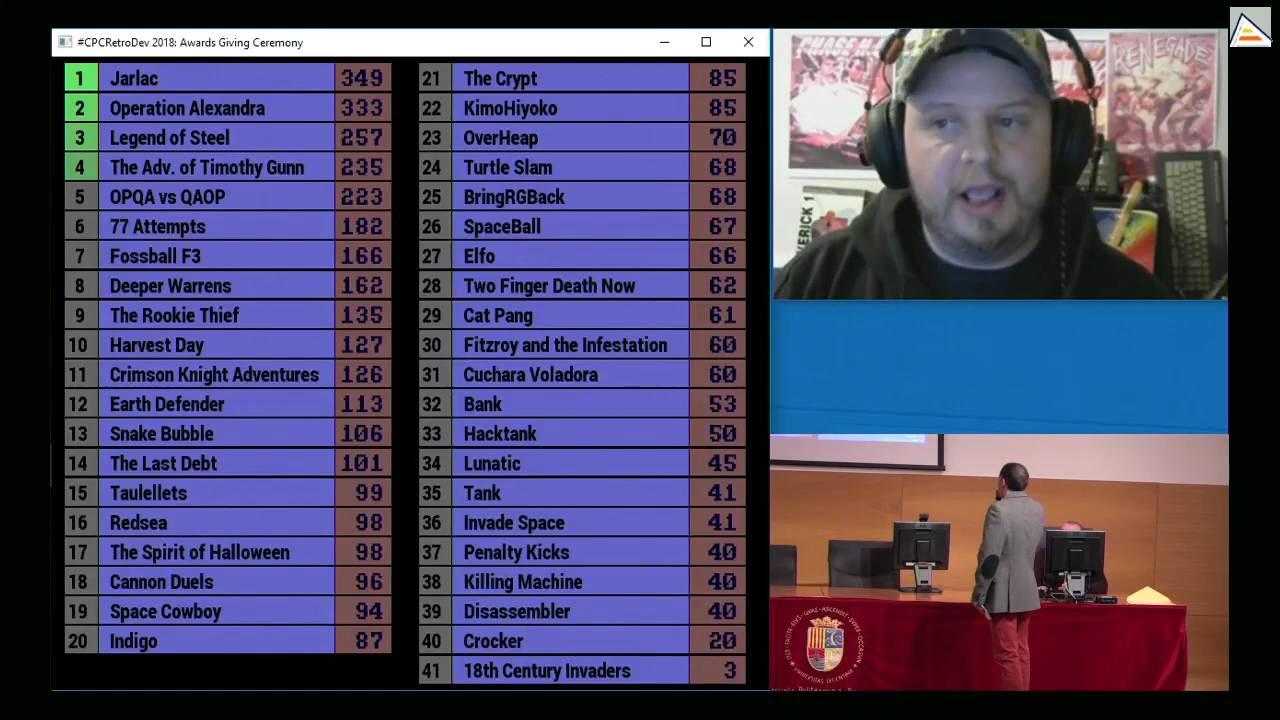 #CPCRetroDev 2018: Awards Giving Ceremony
1 Jarlac 349
2 Operation Alexandra 333
3 Legend of Steel 257
4 The Adv. of Timothy Gunn 235
5 OPQA vs QAOP 223
6 77 Attempts 182
7 Fossball F3 166
8 Deeper Warrens 162
9 The Rookie Thief 135
10 Harvest Day 127
11 Crimson Knight Adventures 126
12 Earth Defender 113
13 Snake Bubble 106
14 The Last Debt 101
15 Taulellets 99
16 Redsea 98
17 The Spirit of Halloween 98
18 Cannon Duels 96
19 Space Cowboy 94
20 Indigo 87
21 The Crypt 85
22 KimoHiyoko 85
23 OverHeap 70
24 Turtle Slam 68
25 BringRGBack 68
26 SpaceBall 67
27 Elfo 66
28 Two Finger Death Now 62
29 Cat Pang 61
30 Fitzroy and the Infestation 60
31 Cuchara Voladora 60
32 Bank 53
33 Hacktank 50
34 Lunatic 45
35 Tank 41
36 Invade Space 41
37 Penalty Kicks 40
38 Killing Machine 40
39 Disassembler 40
40 Crocker 20
41 18th Century Invaders 3
RENEGADE